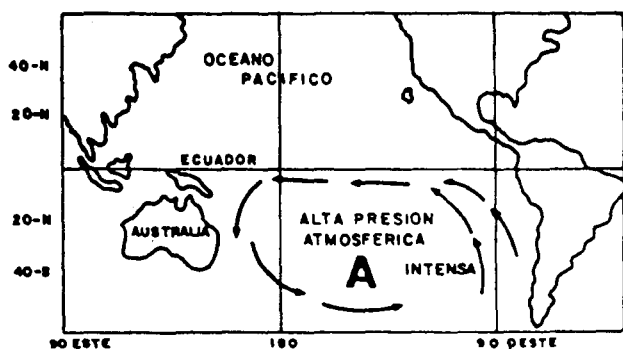 40-N
OCEANO
PACIFICO
20-N
ECUADOR
20-N
AUSTRALIA
ALTA PRESION
ATMOSFERICA
40-S
A
INTENSA
90 ESTE
180
90 OESTE